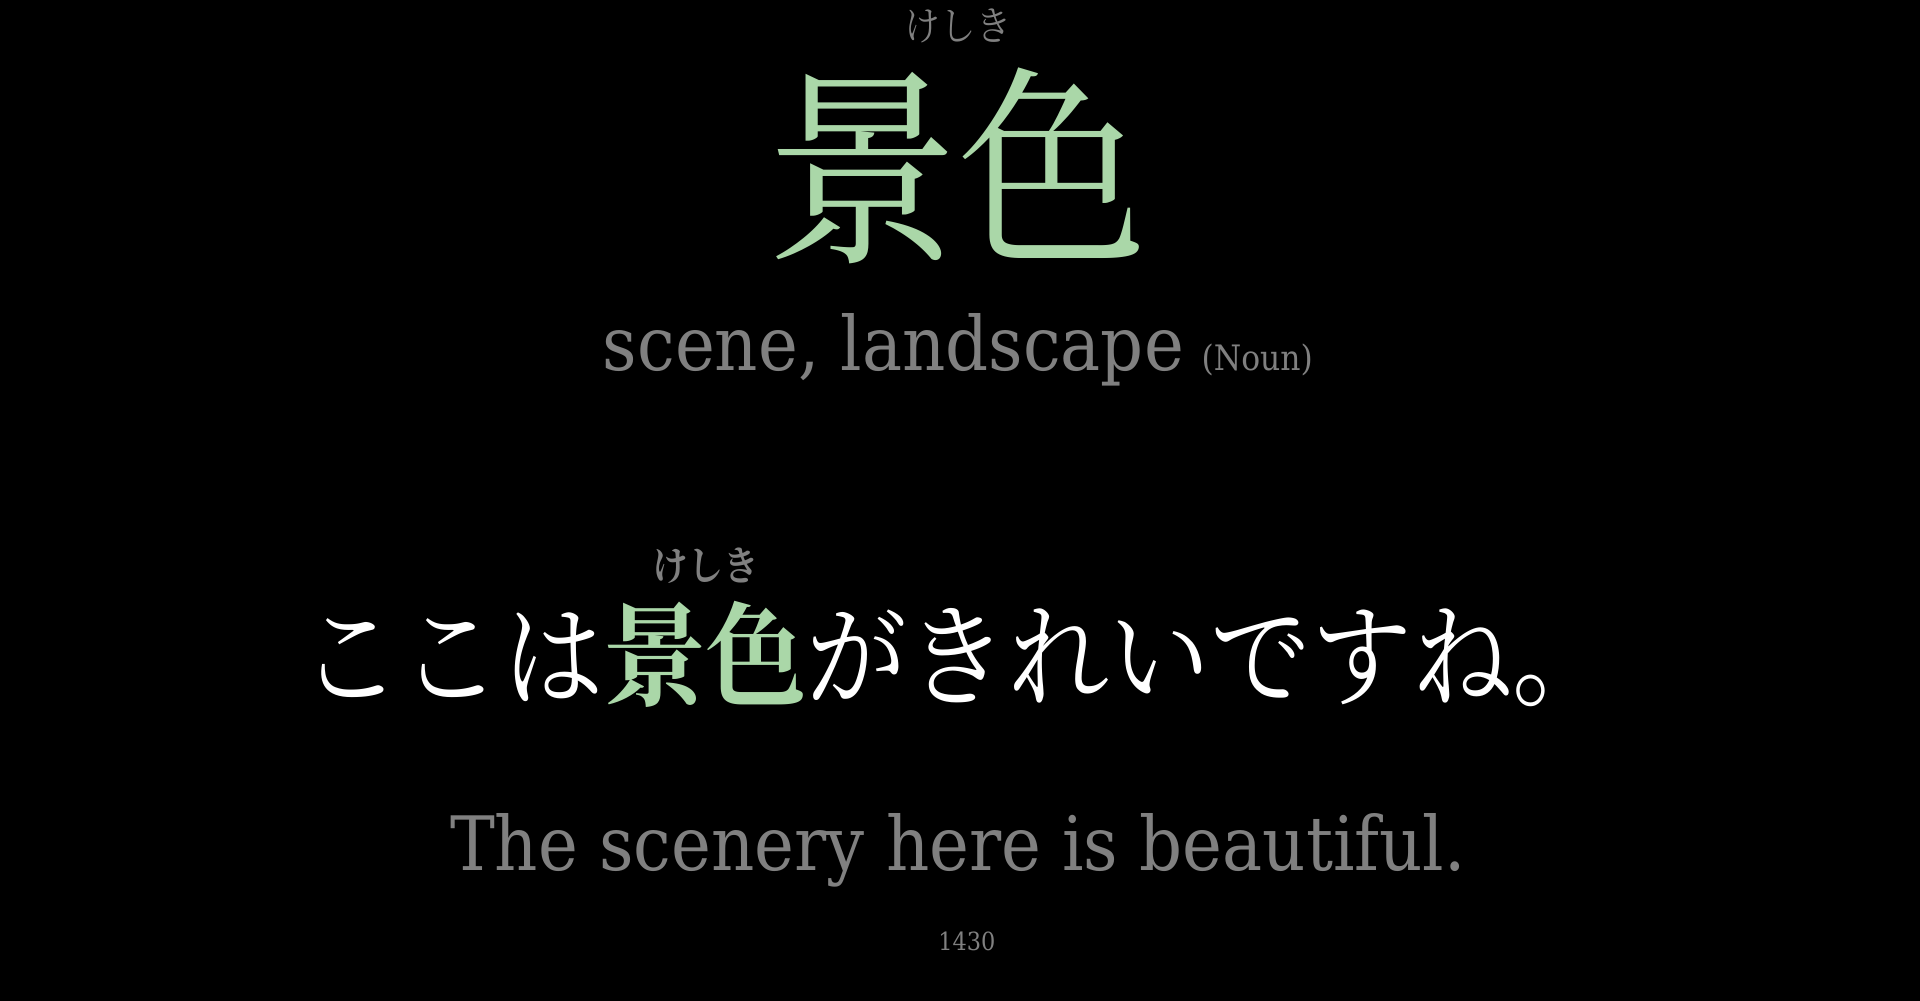 けしき
景色
scene, landscape (Noun)
けしき
ここは景色がきれいですね。
The scenery here is beautiful.
1430